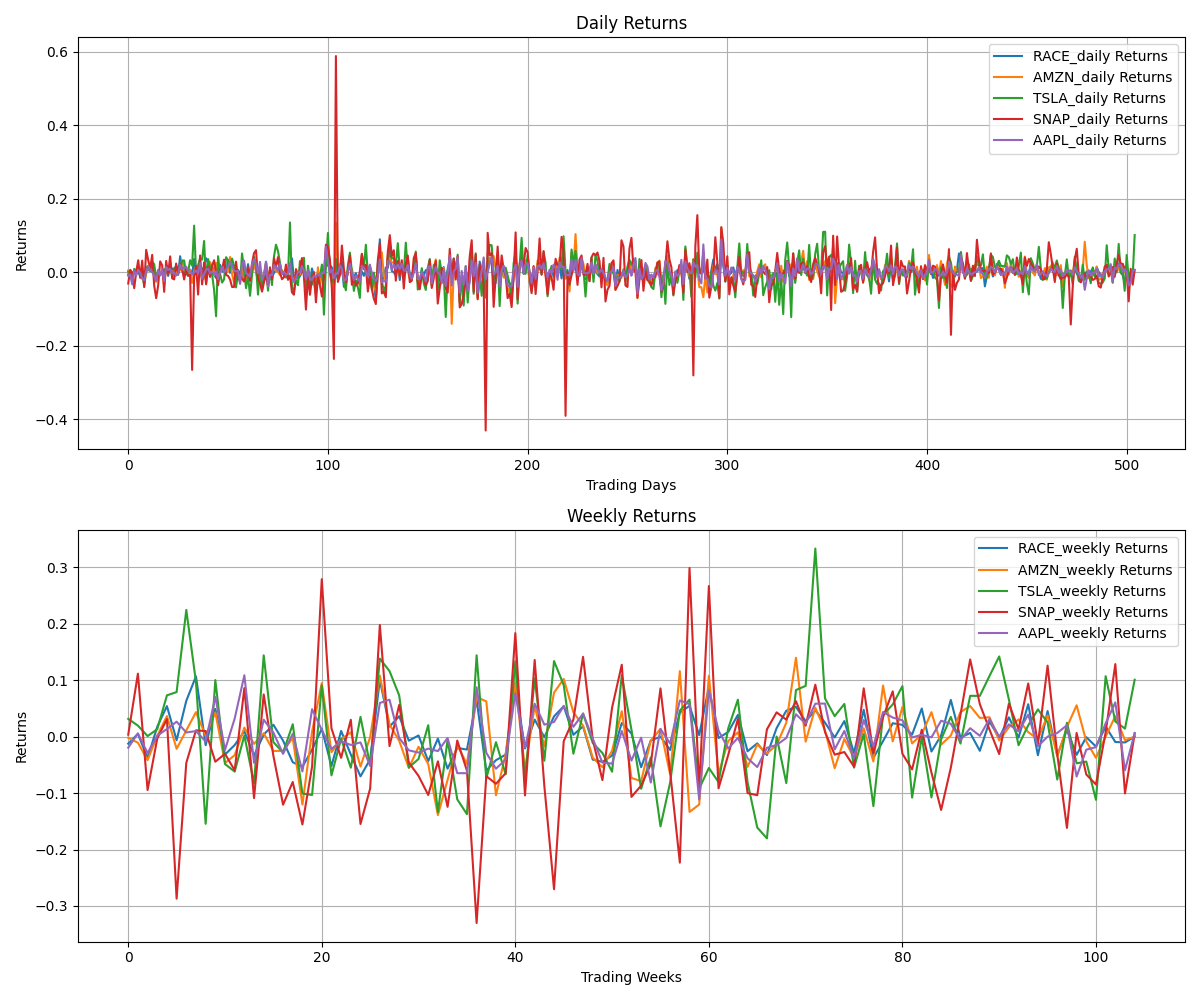 Daily Returns
0.6
0.4
0.2
0.0
−0.2
−0.4
Returns
RACE_daily Returns
AMZN_daily Returns
TSLA_daily Returns
SNAP_daily Returns
AAPL_daily Returns
0 100 200 300 400 500
Trading Days
Weekly Returns
0.3
0.2
0.1
0.0
−0.1
−0.2
−0.3
Returns
RACE_weekly Returns
AMZN_weekly Returns
TSLA_weekly Returns
SNAP_weekly Returns
AAPL_weekly Returns
0 20 40 60 80 100
Trading Weeks